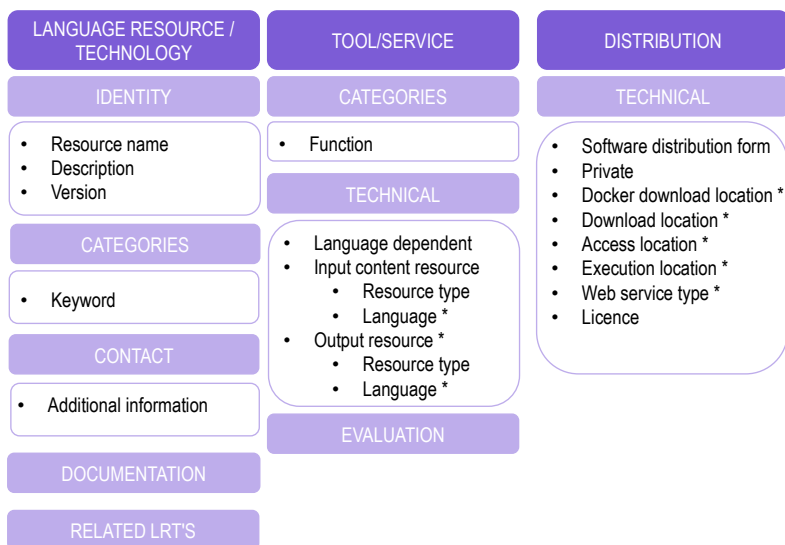 LANGUAGE RESOURCE /
TECHNOLOGY
IDENTITY
• Resource name
• Description
• Version
CATEGORIES
• Keyword
CONTACT
• Additional information
DOCUMENTATION
RELATED LRT'S
TOOL/SERVICE
CATEGORIES
• Function
TECHNICAL
• Language dependent
• Input content resource
• Resource type
• Language *
• Output resource *
• Resource type
• Language *
EVALUATION
DISTRIBUTION
TECHNICAL
• Software distribution form
• Private
• Docker download location *
• Download location *
• Access location *
• Execution location *
• Web service type *
• Licence